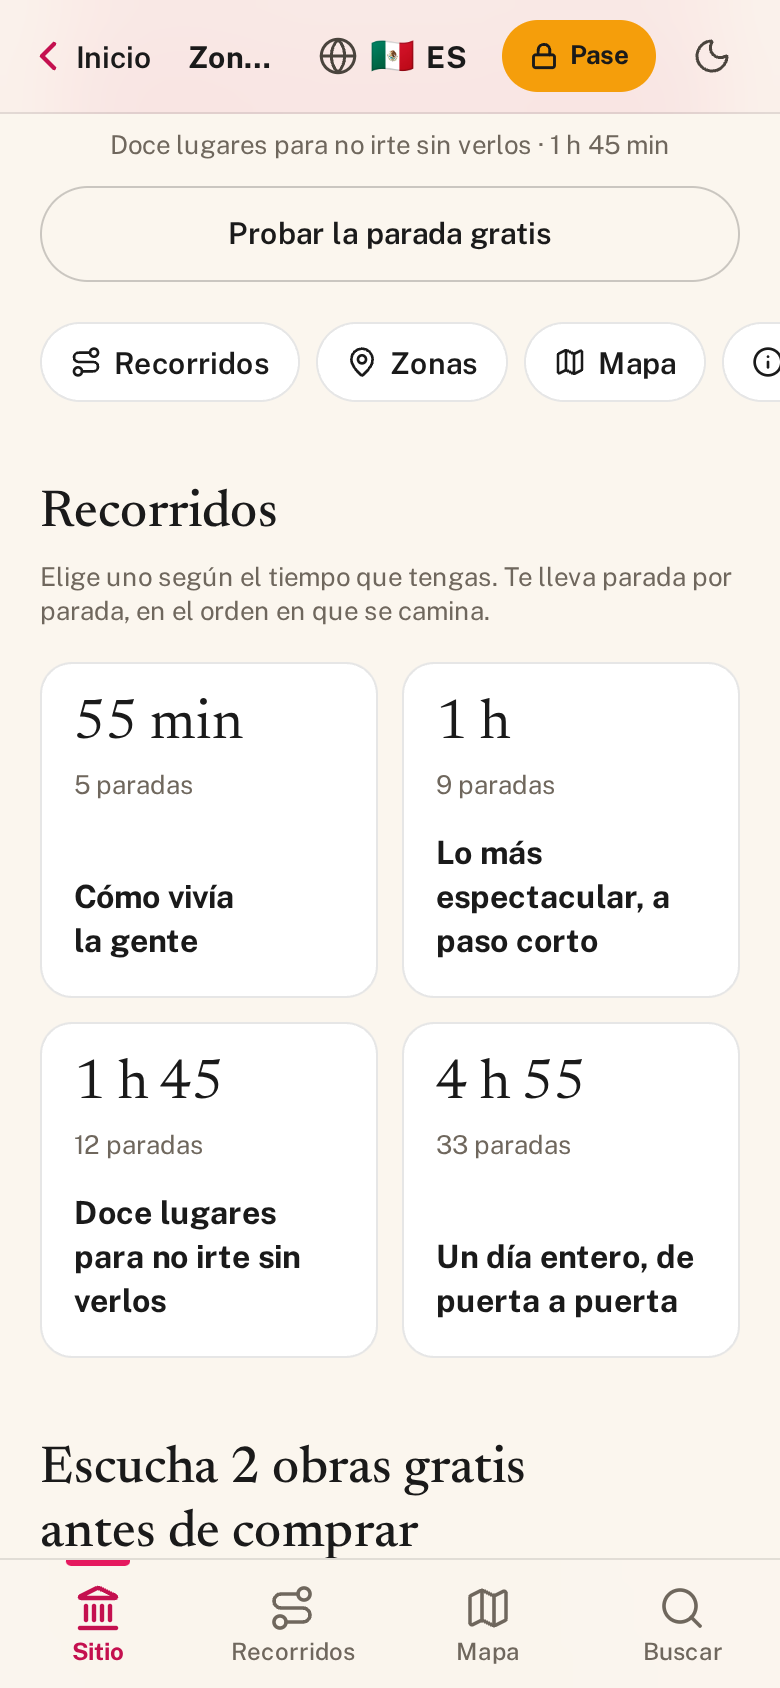 Inicio
Zon...
ES
Pase
Doce lugares para no irte sin verlos · 1 h 45 min
Probar la parada gratis
Recorridos
Zonas
Mapa
Recorridos
Elige uno según el tiempo que tengas. Te lleva parada por
parada, en el orden en que se camina.
55 min
5 paradas
Cómo vivía
la gente
1 h
9 paradas
Lo más
espectacular, a
paso corto
1 h 45
12 paradas
Doce lugares
para no irte sin
verlos
4 h 55
33 paradas
Un día entero, de
puerta a puerta
Escucha 2 obras gratis
antes de comprar
Sitio
Recorridos
Mapa
Buscar